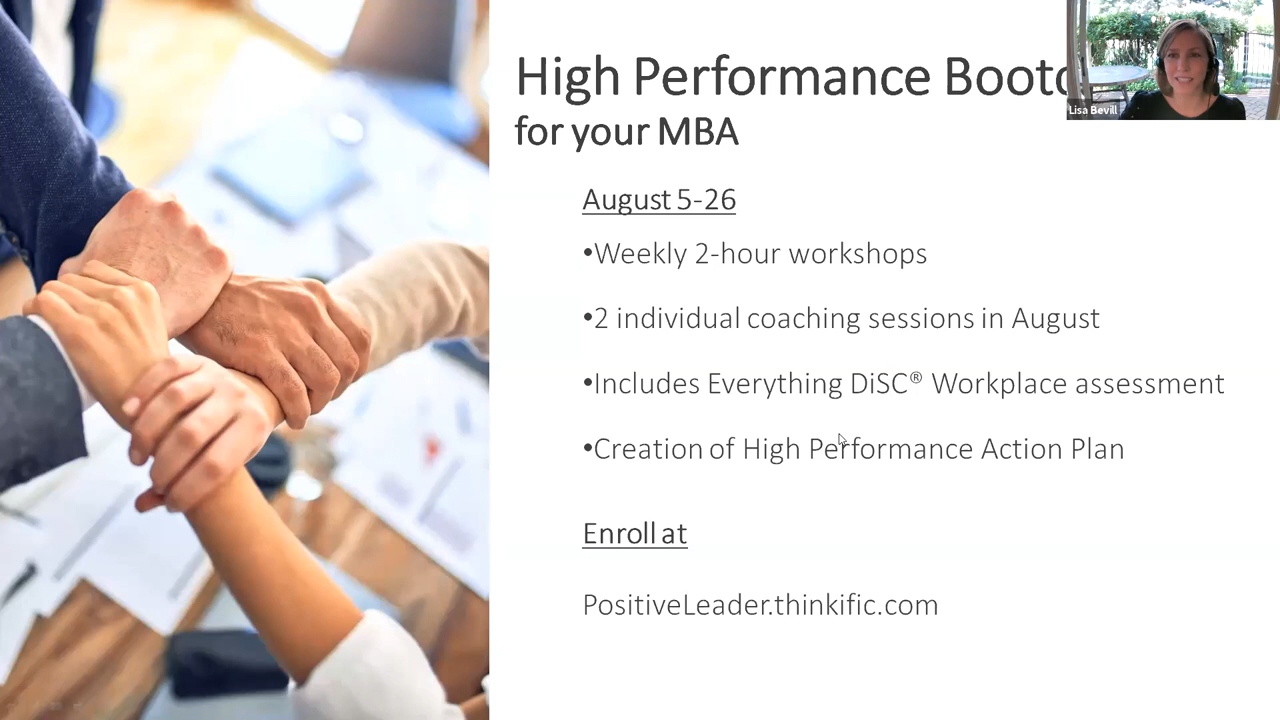 High Performance Bootc
for your MBA
Lisa Bevill
August 5-26
•Weekly 2-hour workshops
•2 individual coaching sessions in August
•Includes Everything DiSC® Workplace assessment
•Creation of High Performance Action Plan
Enroll at
PositiveLeader.thinkific.com